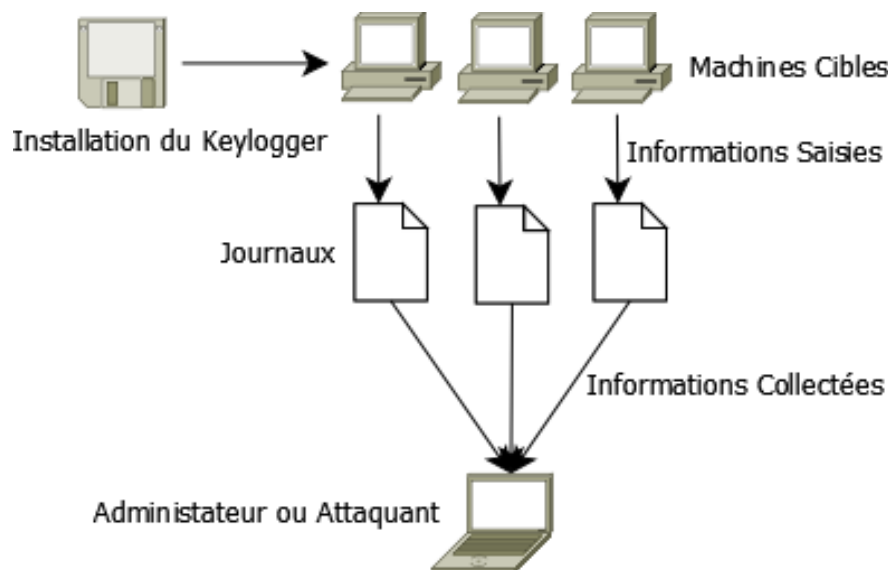 Machines Cibles
Installation du Keylogger
Informations Saisies
Journaux
Informations Collectées
Administateur ou Attaquant